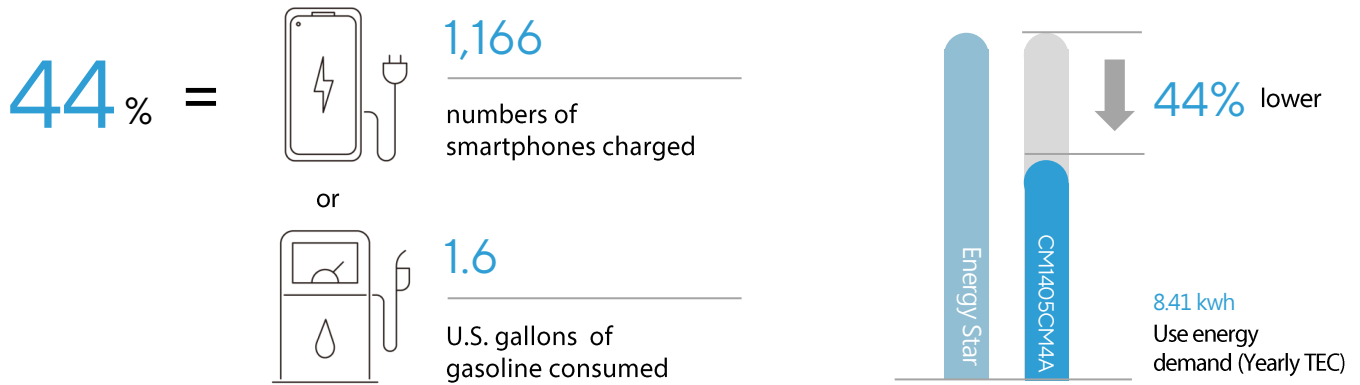 44 %
=
1,166
numbers of
smartphones charged
or
1.6
U.S. gallons of
gasoline consumed
Energy Star
CM1405CM4A
44% lower
8.41 kwh
Use energy
demand (Yearly TEC)